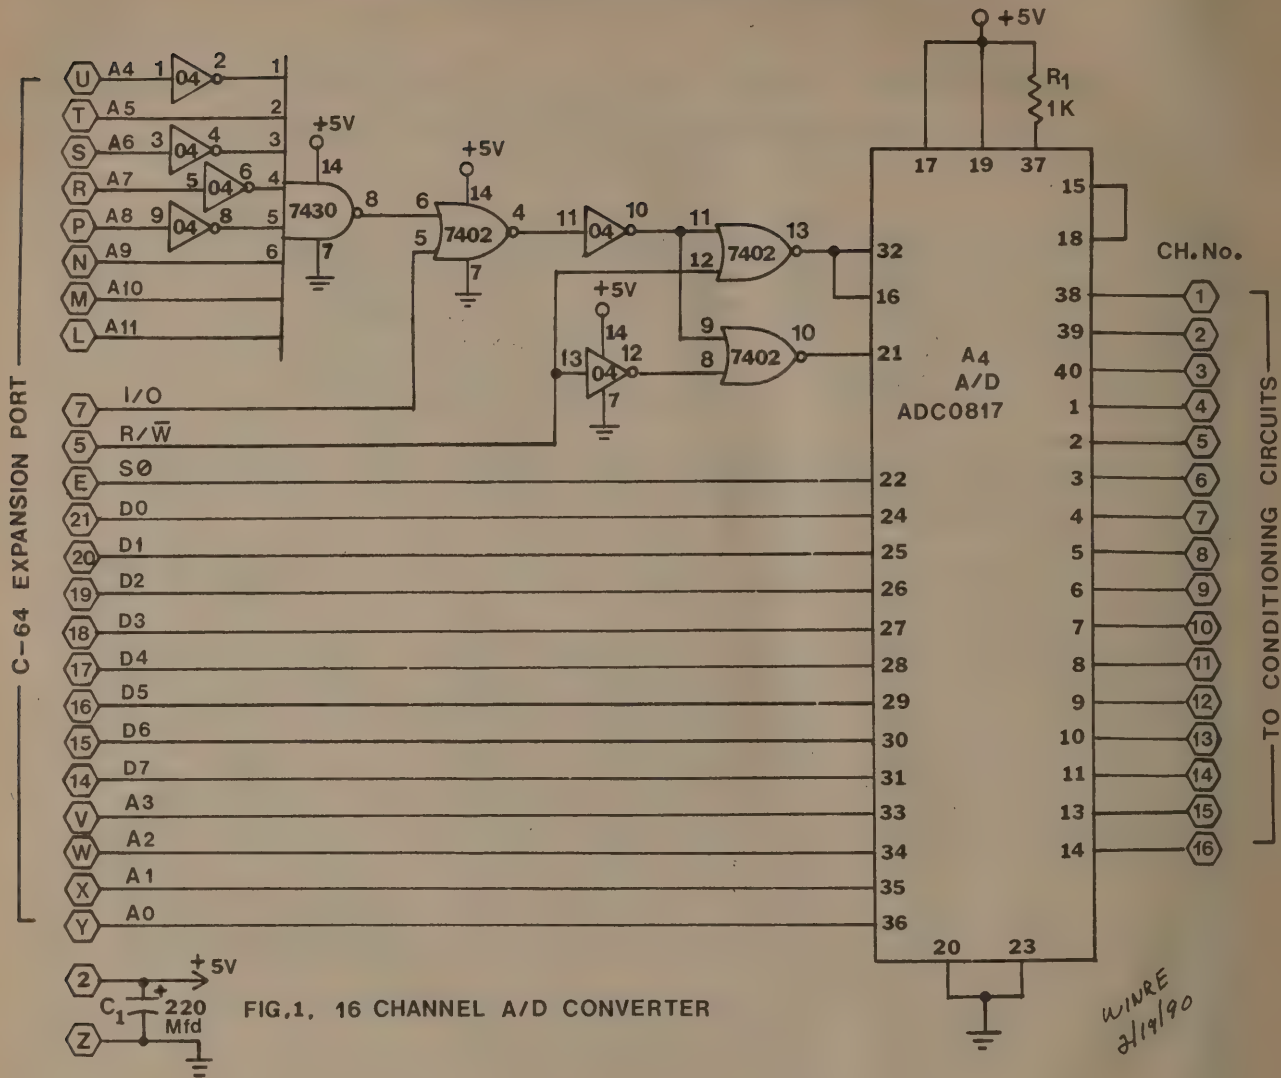 +5V
R1
1K
17 19 37
U A4 1 04 2 1
T A5 2
S A6 3 04 4 3
R A7 5 04 6 4
P A8 9 04 8 5
N A9 6
M A10
L A11
+5V
14
7430
8
7
+5V
14
6
5
7402
4
7
11 04 10
11
12
7402
13
+5V
14
13 04 12
7
9
8
7402
10
7 I/O
5 R/W̅
E SØ
21 D0
20 D1
19 D2
18 D3
17 D4
16 D5
15 D6
14 D7
V A3
W A2
X A1
Y A0
C-64 EXPANSION PORT
32
16
21
22
24
25
26
27
28
29
30
31
33
34
35
36
A4
A/D
ADC0817
15
18
CH.No.
38 1
39 2
40 3
1 4
2 5
3 6
4 7
5 8
6 9
7 10
8 11
9 12
10 13
11 14
13 15
14 16
TO CONDITIONING CIRCUITS
20 23
2
+5V
C1
+
220
Mfd
Z
FIG.1. 16 CHANNEL A/D CONVERTER
WINRE
2/19/90